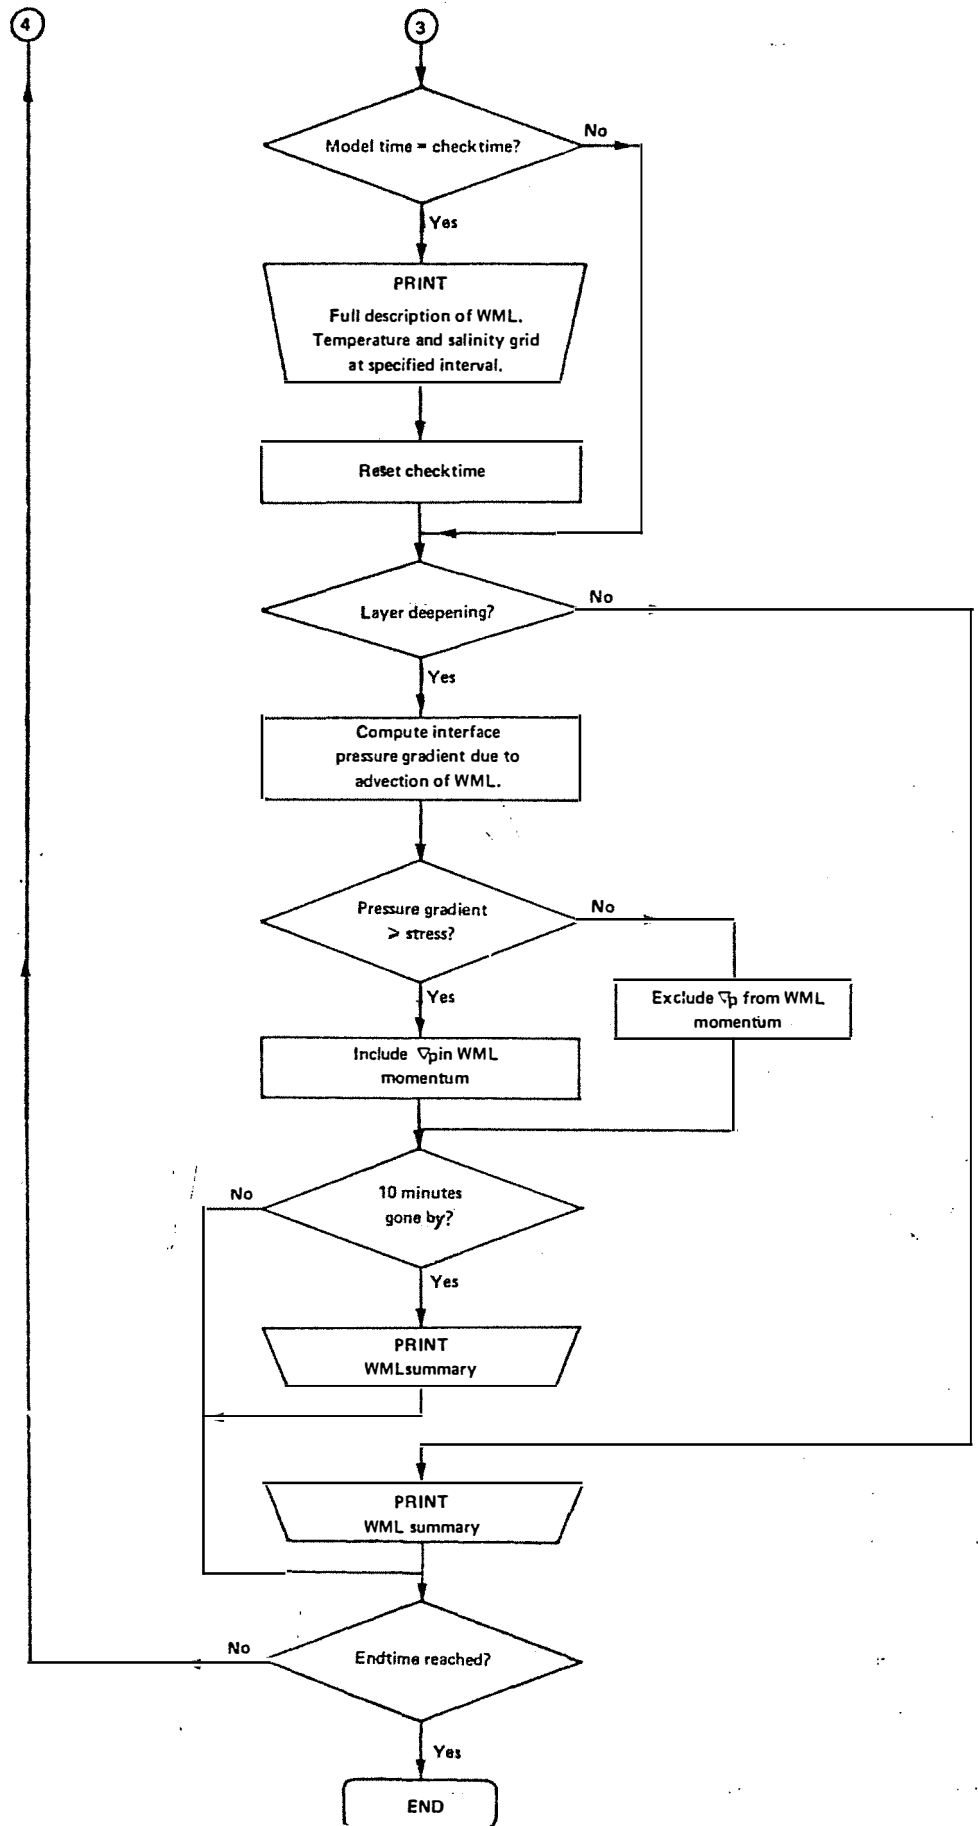 4
3
Model time = checktime?
No
Yes
PRINT
Full description of WML.
Temperature and salinity grid
at specified interval.
Reset checktime
Layer deepening?
No
Yes
Compute interface
pressure gradient due to
advection of WML.
Pressure gradient
⩾ stress?
No
Yes
Exclude ∇p from WML
momentum
Include ∇p in WML
momentum
10 minutes
gone by?
No
Yes
PRINT
WML summary
PRINT
WML summary
Endtime reached?
No
Yes
END